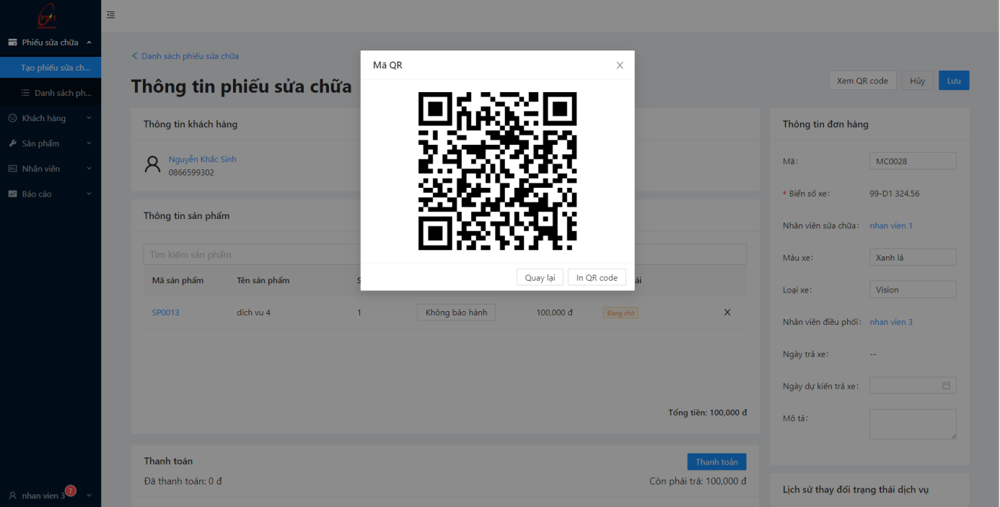 PTIT
Phiếu sửa chữa
Tạo phiếu sửa ch...
Danh sách ph...
Khách hàng
Sản phẩm
Nhân viên
Báo cáo
nhan vien 3
7
Danh sách phiếu sửa chữa
Thông tin phiếu sửa chữa
Xem QR code
Hủy
Lưu
Thông tin khách hàng
Nguyễn Khắc Sinh
0866599302
Thông tin sản phẩm
Tìm kiếm sản phẩm
Mã sản phẩm Tên sản phẩm
SP0013 dich vu 4 1 Không bảo hành 100,000 đ Đang chờ X
Tổng tiền: 100,000 đ
Thanh toán
Thanh toán
Đã thanh toán: 0 đ
Còn phải trả: 100,000 đ
Mã QR
Quay lại
In QR code
Thông tin đơn hàng
Mã: MC0028
* Biển số xe: 99-D1 324.56
Nhân viên sửa chữa: nhan vien 1
Màu xe: Xanh lá
Loại xe: Vision
Nhân viên điều phối: nhan vien 3
Ngày trả xe: --
Ngày dự kiến trả xe:
Mô tả:
Lịch sử thay đổi trạng thái dịch vụ